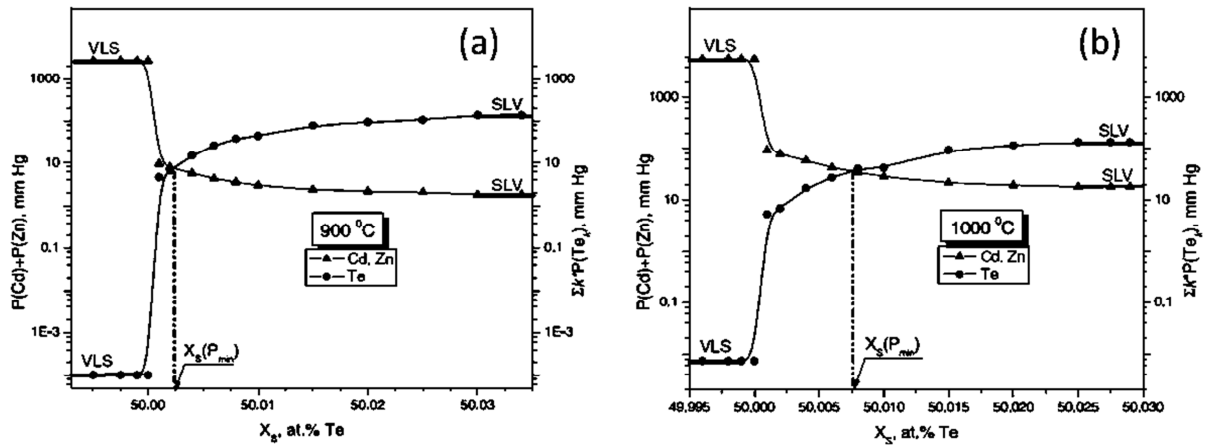 (a)
VLS
1000
1000
SLV
10
10
SLV
900 ⁰C
Cd, Zn
Te
0.1
0.1
1E-3
1E-3
VLS
X_S(P_min)
50.00 50.01 50.02 50.03
X_S, at.% Te
P(Cd)+P(Zn), mm Hg
Σk*P(Te_k), mm Hg
(b)
VLS
1000
1000
SLV
SLV
10
10
1000 ⁰C
Cd, Zn
Te
0.1
0.1
VLS
X_S(P_min)
49.995 50.000 50.005 50.010 50.015 50.020 50.025 50.030
X_S, at.% Te
P(Cd)+P(Zn), mm Hg
Σk*P(Te_k), mm Hg